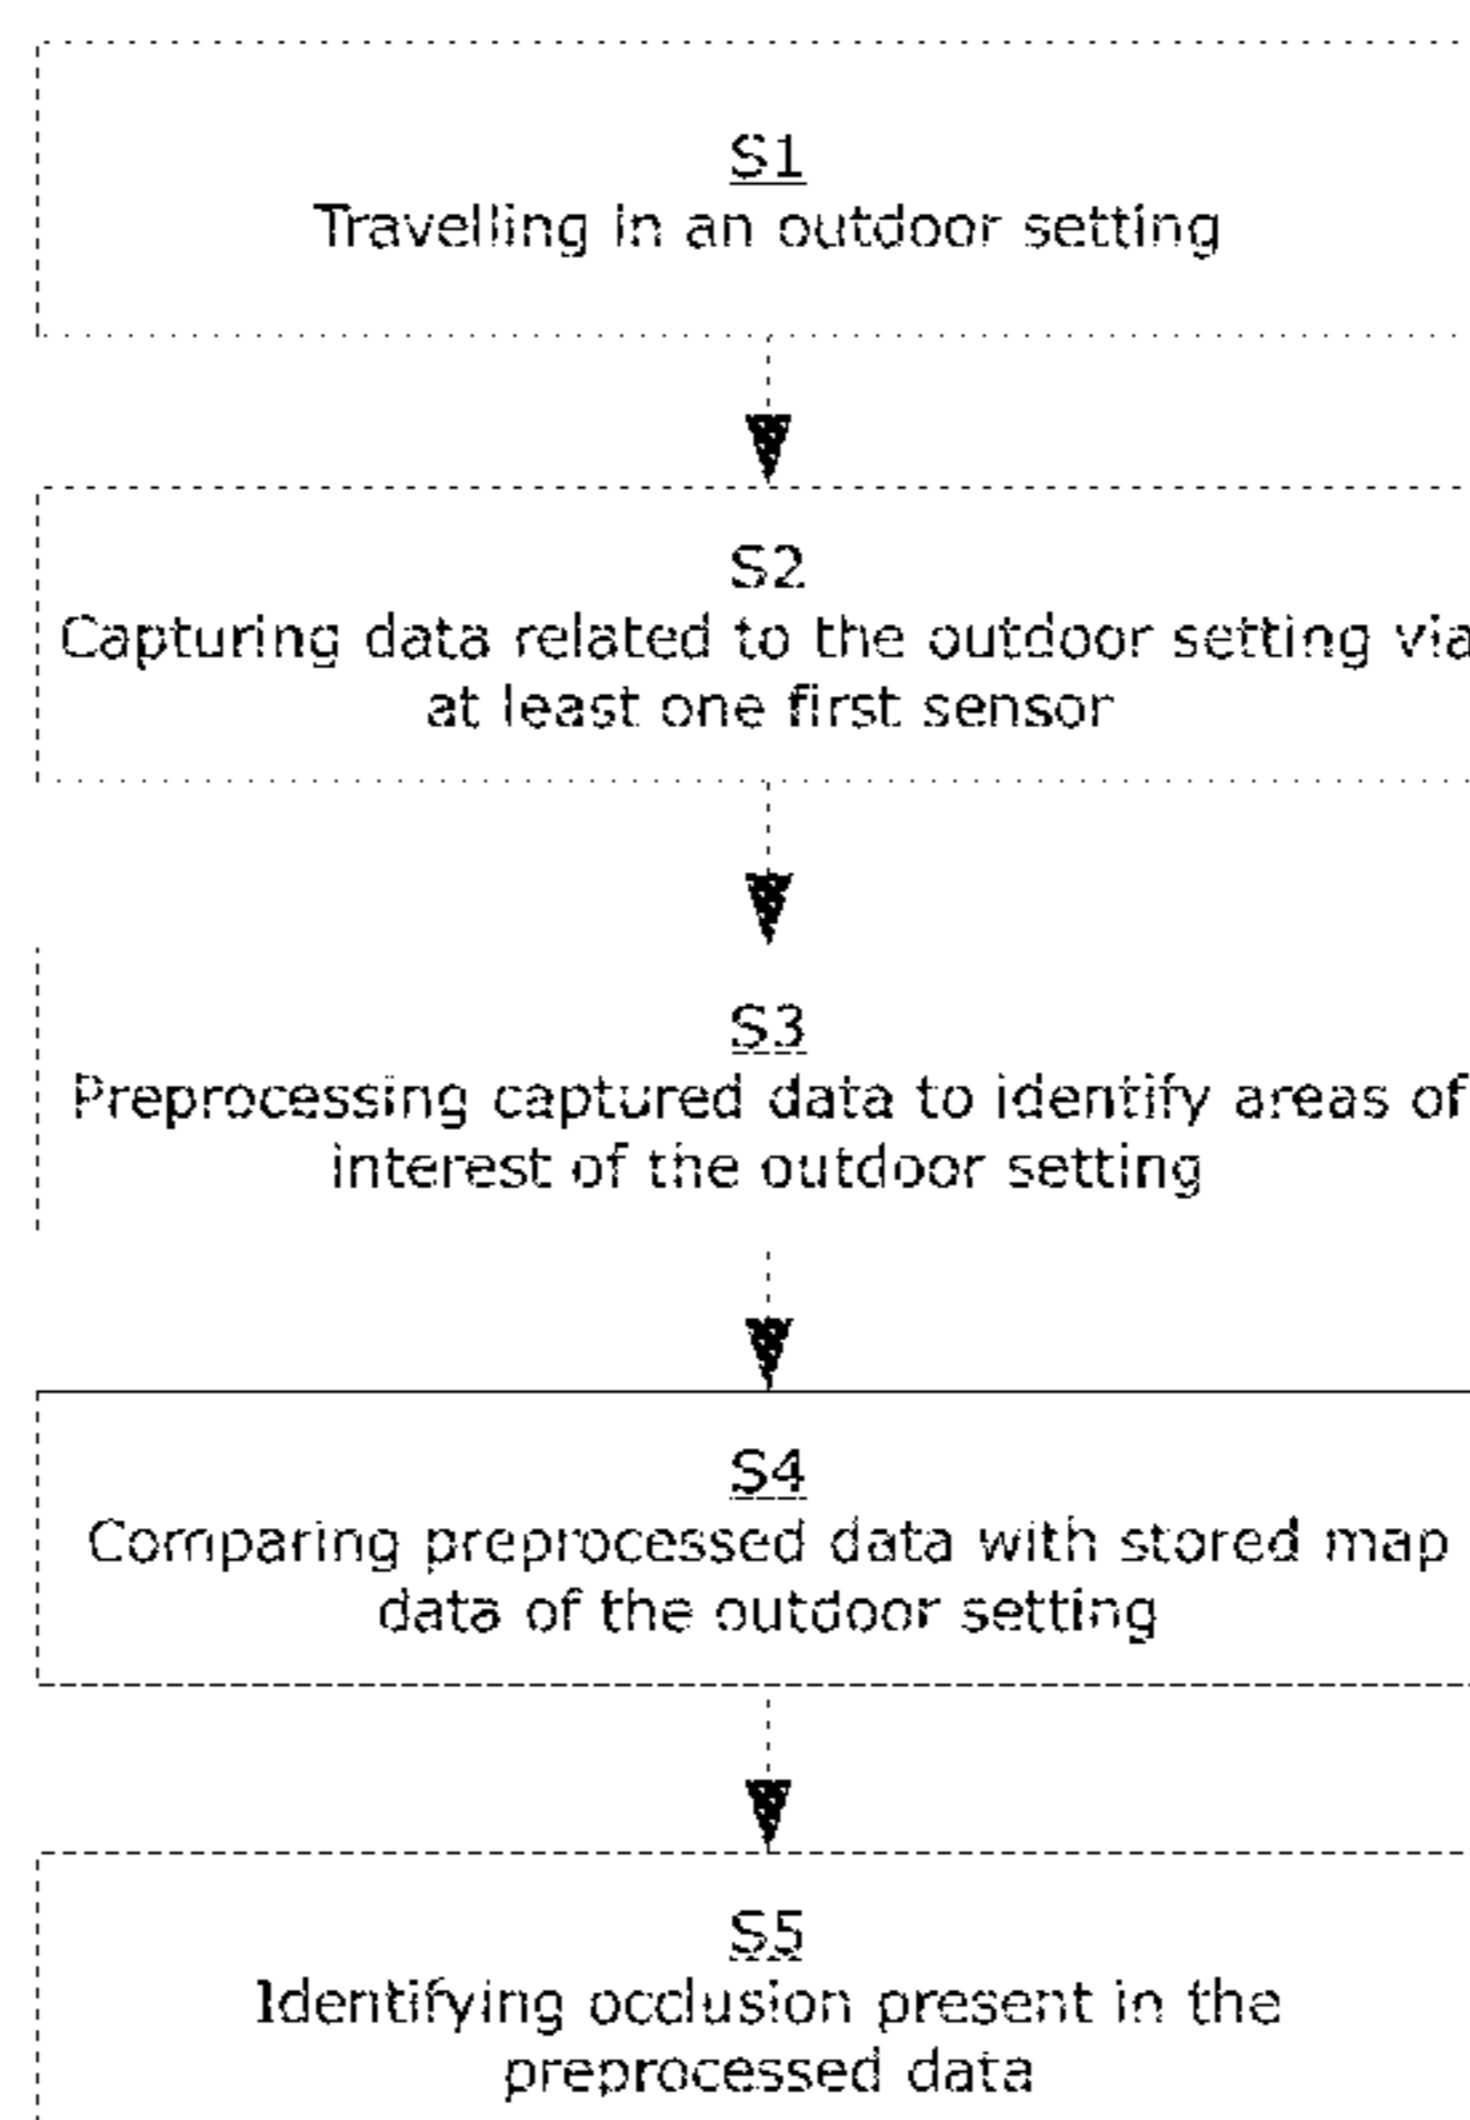 S1
Travelling in an outdoor setting
S2
Capturing data related to the outdoor setting via
at least one first sensor
S3
Preprocessing captured data to identify areas of
interest of the outdoor setting
S4
Comparing preprocessed data with stored map
data of the outdoor setting
S5
Identifying occlusion present in the
preprocessed data